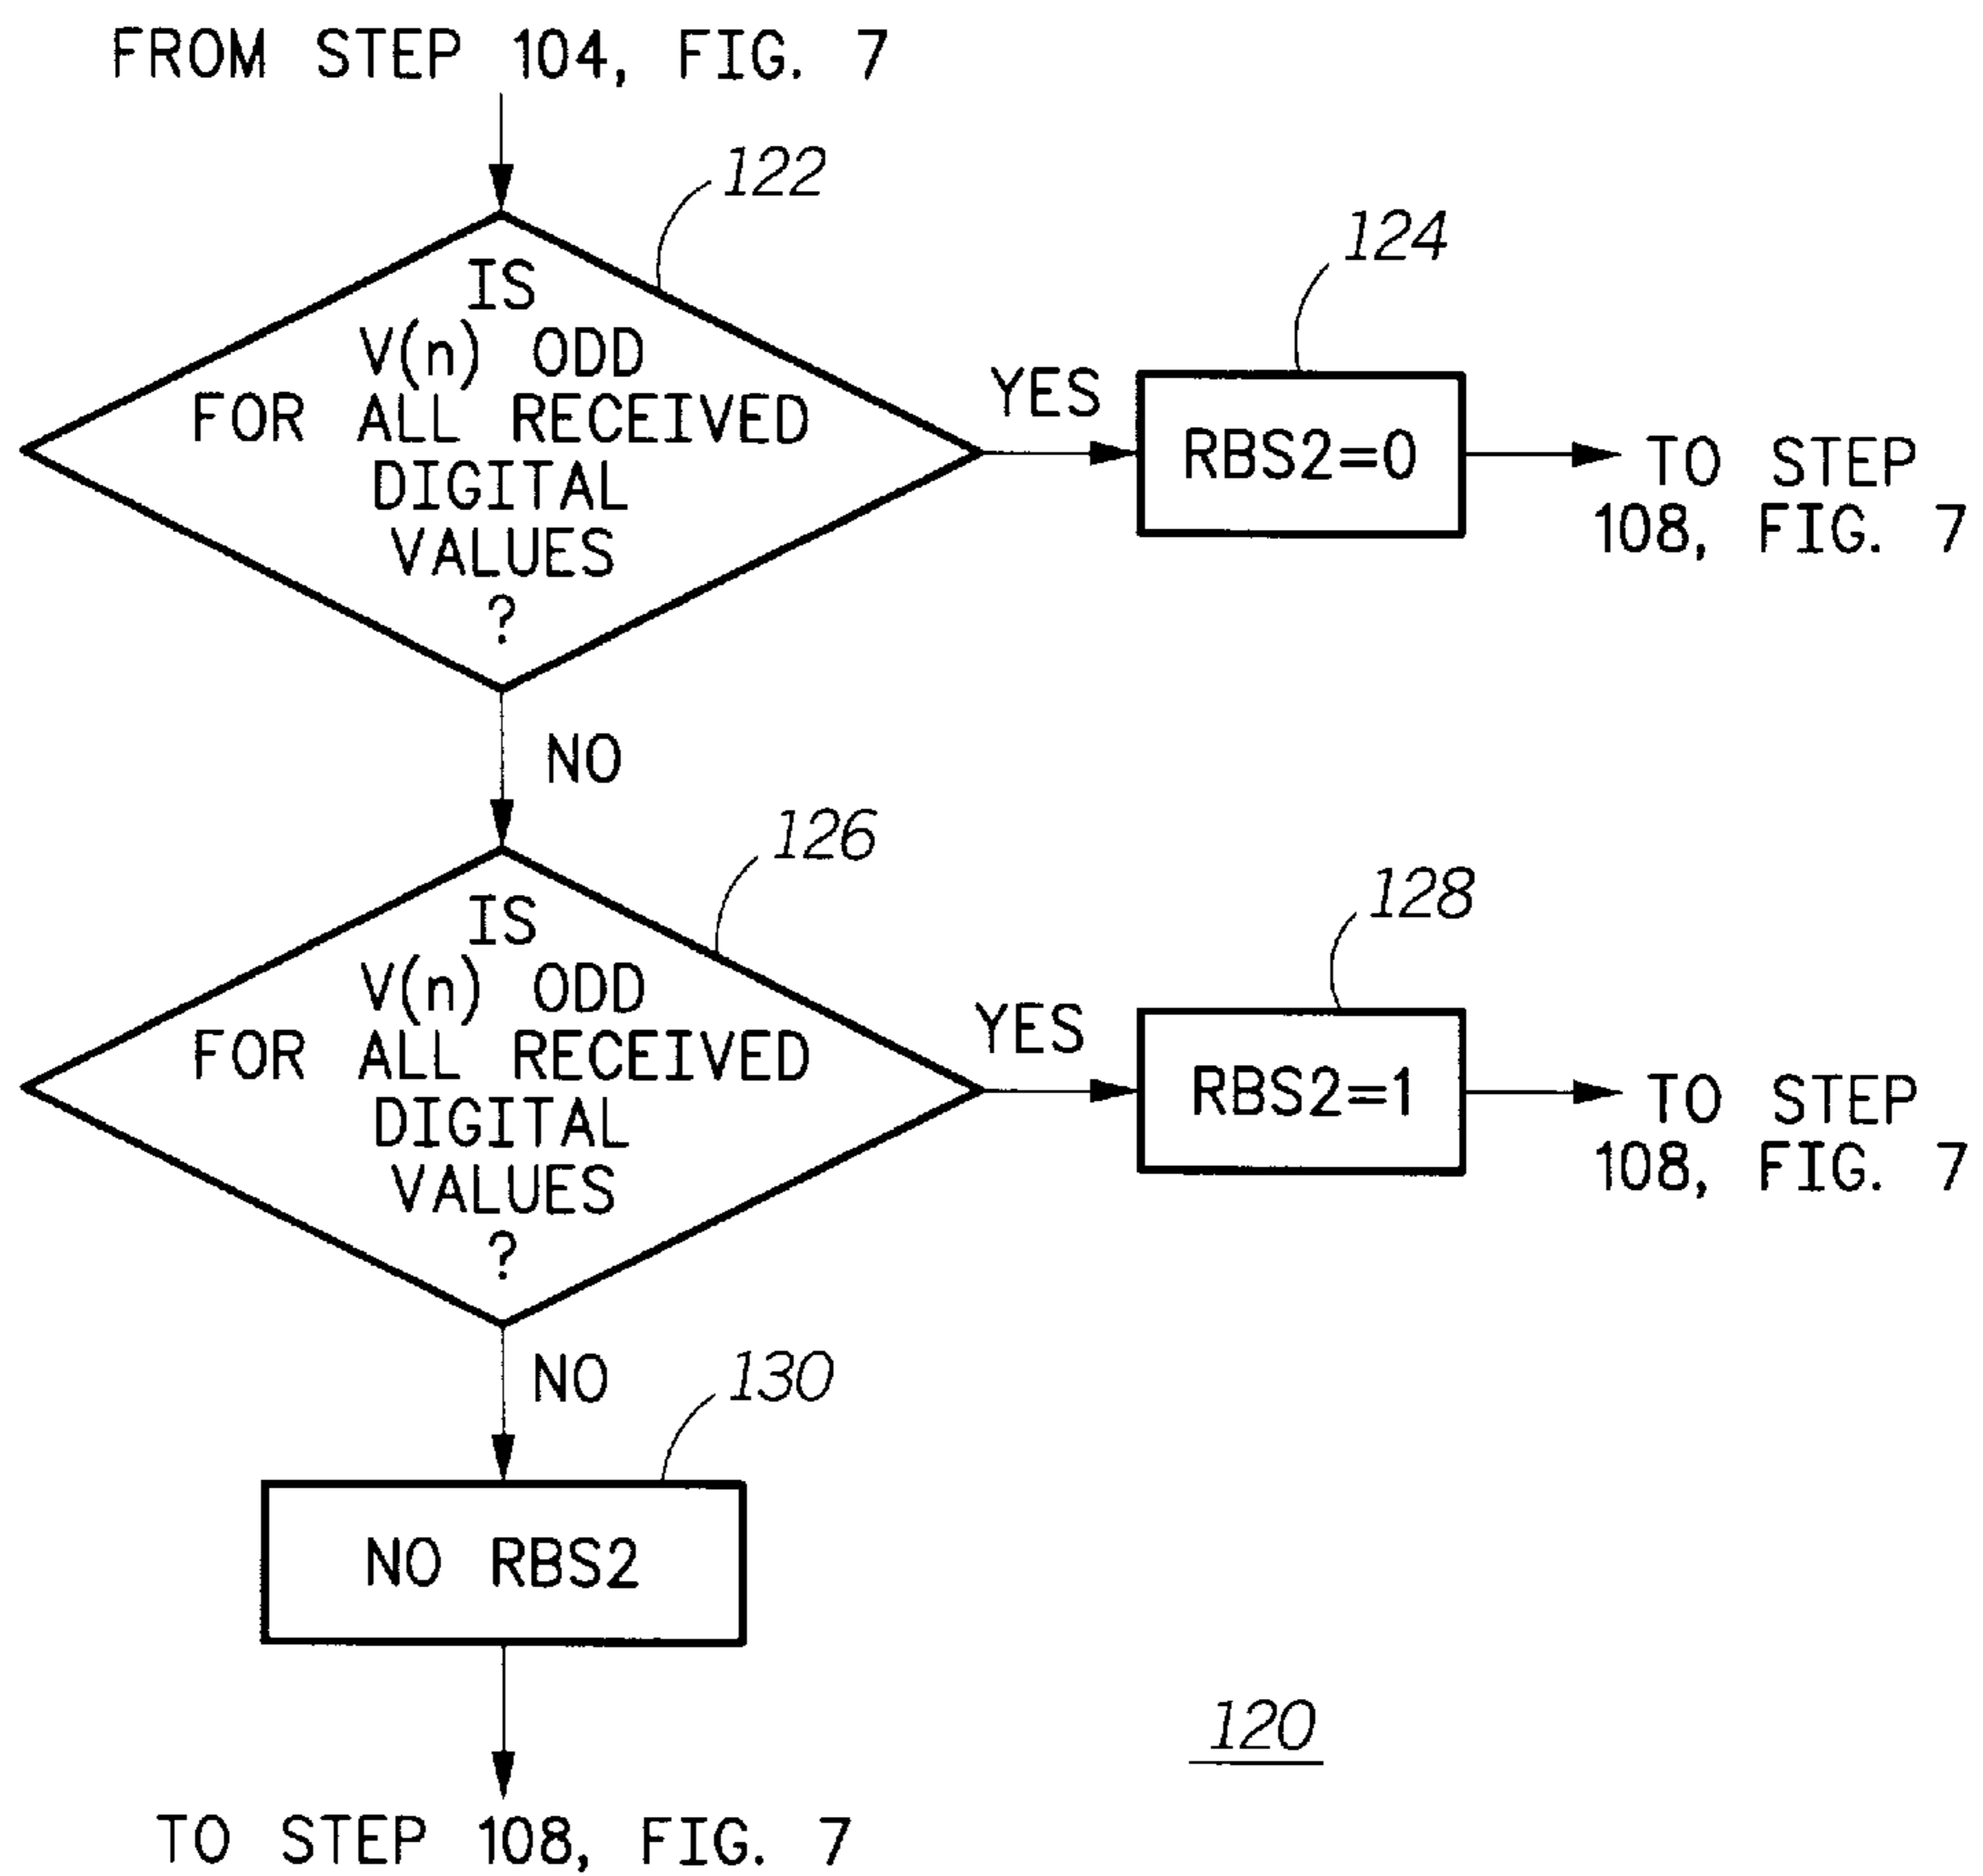 FROM STEP 104, FIG. 7
122
IS
V(n) ODD
FOR ALL RECEIVED
DIGITAL
VALUES
?
YES
124
RBS2=0
TO STEP
108, FIG. 7
NO
126
IS
V(n) ODD
FOR ALL RECEIVED
DIGITAL
VALUES
?
YES
128
RBS2=1
TO STEP
108, FIG. 7
NO
130
NO RBS2
120
TO STEP 108, FIG. 7